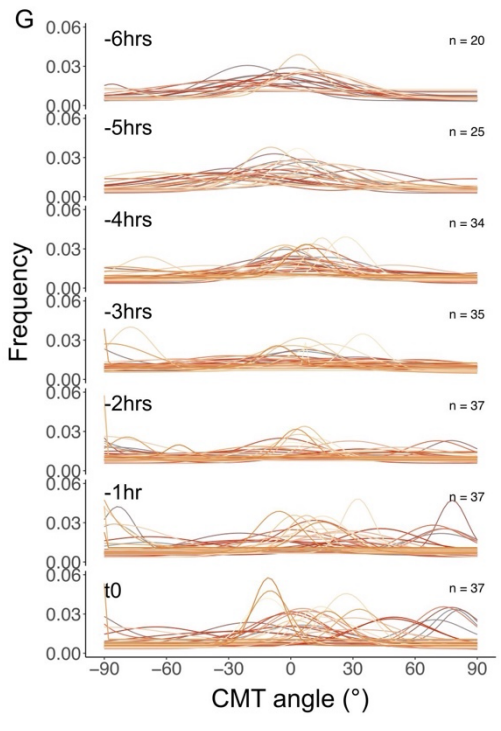 G
Frequency
0.06
-6hrs
n = 20
0.03
0.00
0.06
-5hrs
n = 25
0.03
0.00
0.06
-4hrs
n = 34
0.03
0.00
0.06
-3hrs
n = 35
0.03
0.00
0.06
-2hrs
n = 37
0.03
0.00
0.06
-1hr
n = 37
0.03
0.00
0.06
t0
n = 37
0.03
0.00
−90 −60 −30 0 30 60 90
CMT angle (°)